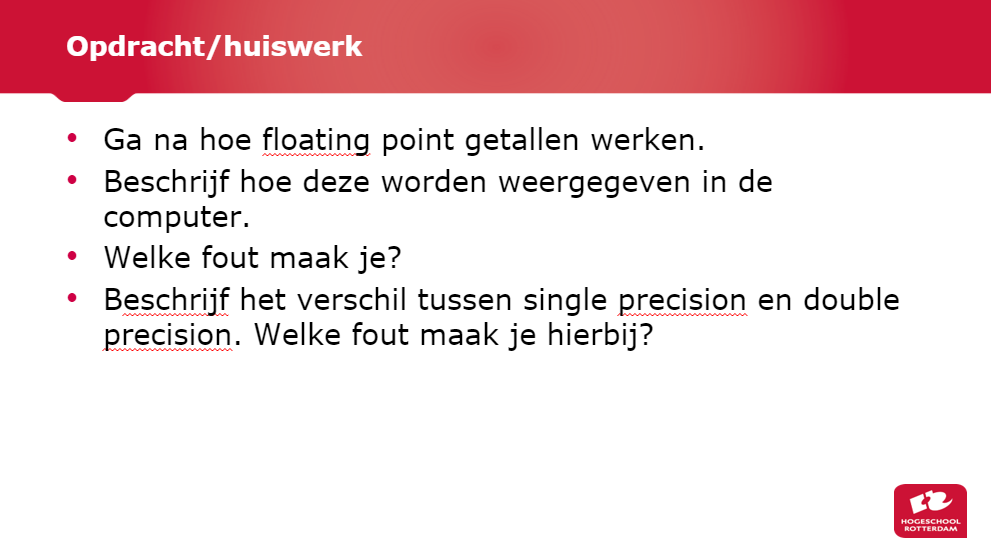 Opdracht/huiswerk
• Ga na hoe floating point getallen werken.
• Beschrijf hoe deze worden weergegeven in de
computer.
• Welke fout maak je?
• Beschrijf het verschil tussen single precision en double
precision. Welke fout maak je hierbij?
HOGESCHOOL
ROTTERDAM